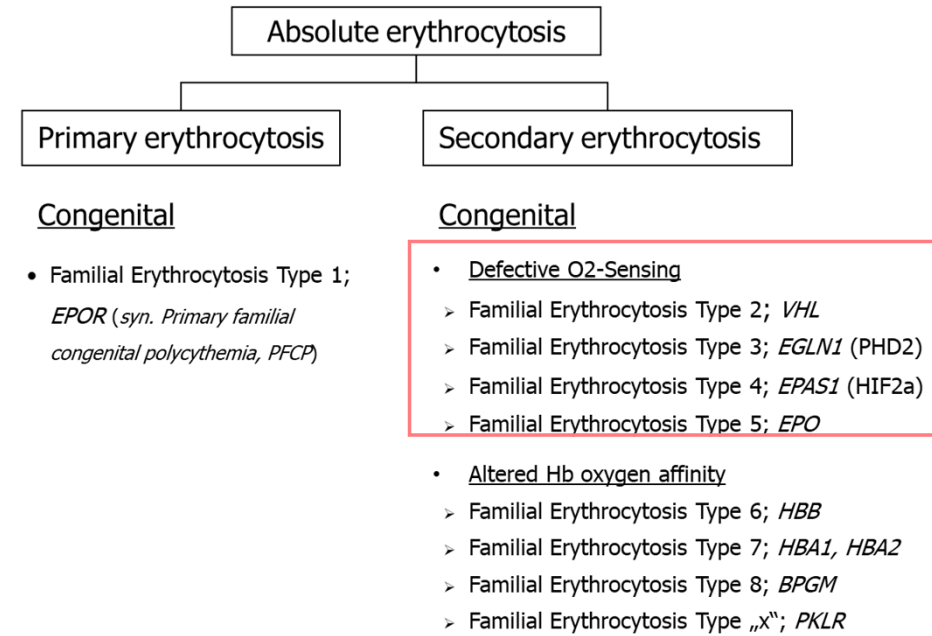 Absolute erythrocytosis
Primary erythrocytosis
Secondary erythrocytosis
Congenital
• Familial Erythrocytosis Type 1;
EPOR (syn. Primary familial
congenital polycythemia, PFCP)
Congenital
• Defective O2-Sensing
➢ Familial Erythrocytosis Type 2; VHL
➢ Familial Erythrocytosis Type 3; EGLN1 (PHD2)
➢ Familial Erythrocytosis Type 4; EPAS1 (HIF2a)
➢ Familial Erythrocytosis Type 5; EPO
• Altered Hb oxygen affinity
➢ Familial Erythrocytosis Type 6; HBB
➢ Familial Erythrocytosis Type 7; HBA1, HBA2
➢ Familial Erythrocytosis Type 8; BPGM
➢ Familial Erythrocytosis Type „x“; PKLR